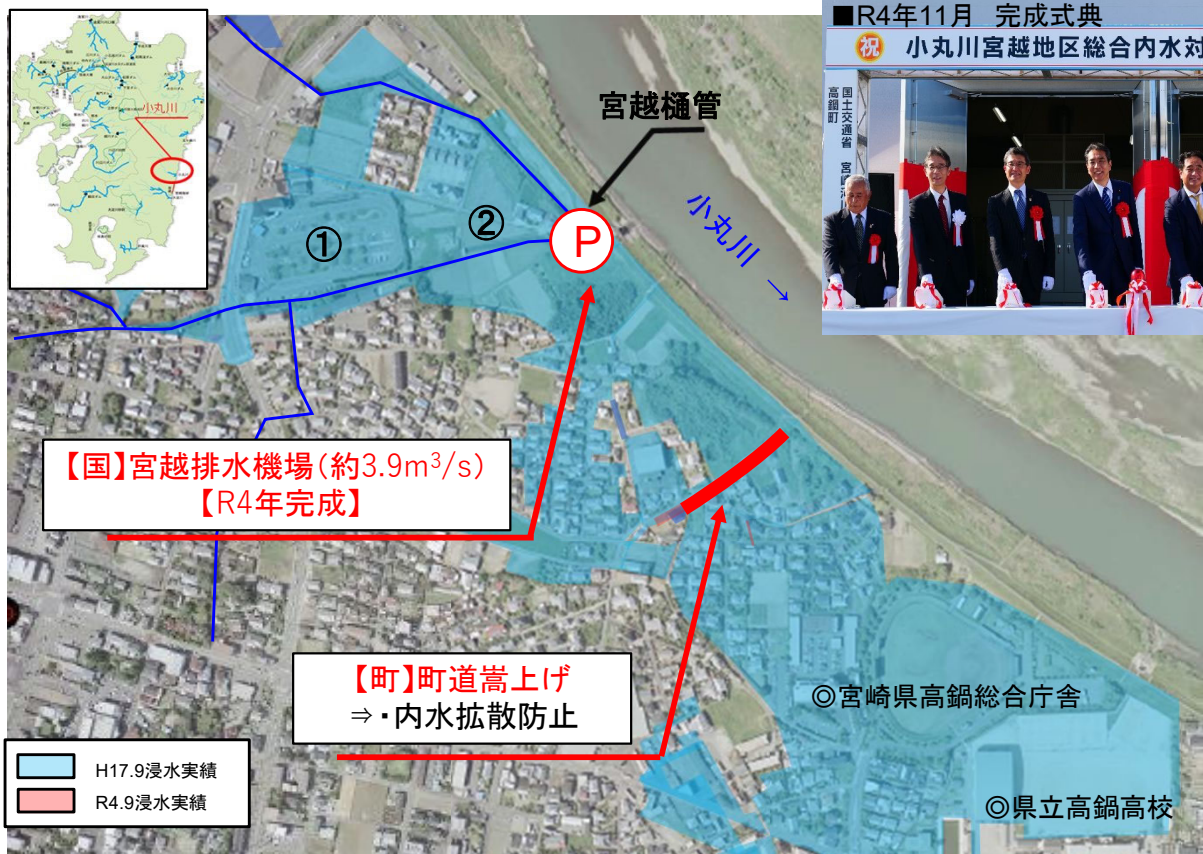 小丸川
■R4年11月 完成式典
祝 小丸川宮越地区総合内水対
国土交通省 宮崎
高鍋町
宮越樋管
①
②
P
小丸川 →
【国】宮越排水機場(約3.9m³/s)
【R4年完成】
【町】町道嵩上げ
⇒・内水拡散防止
◎宮崎県高鍋総合庁舎
◎県立高鍋高校
H17.9浸水実績
R4.9浸水実績